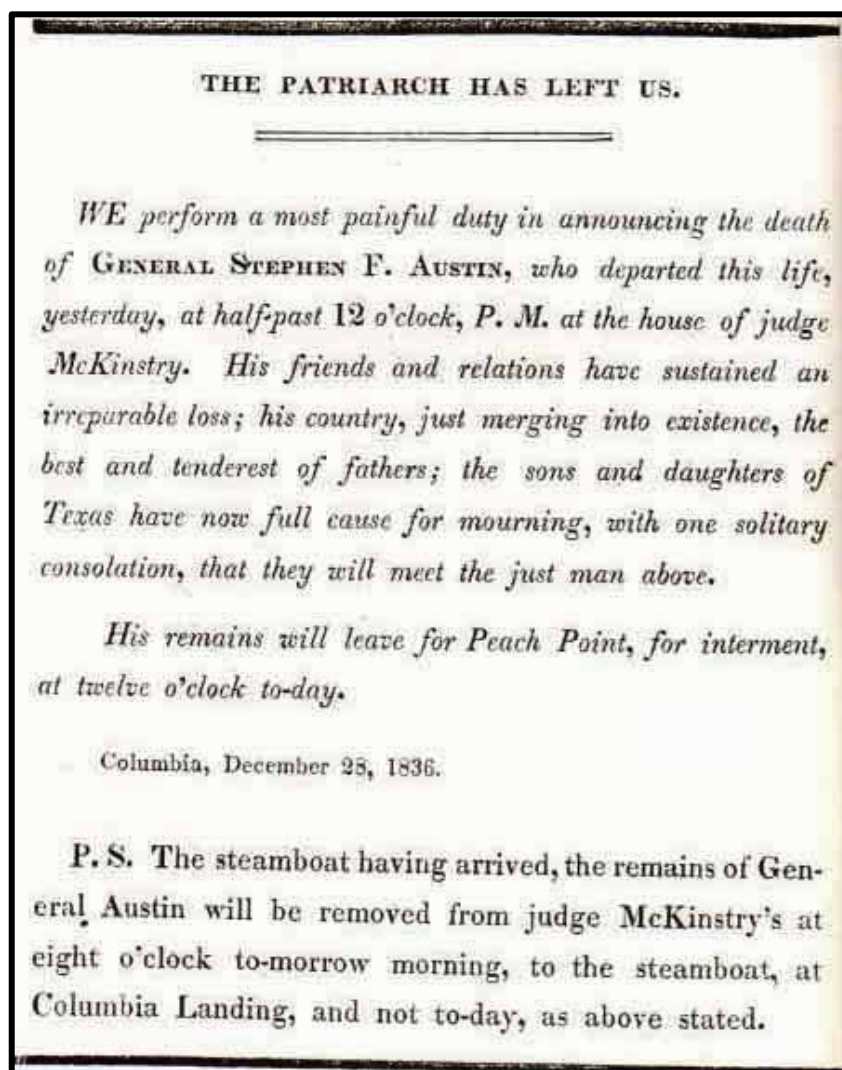 THE PATRIARCH HAS LEFT US.
WE perform a most painful duty in announcing the death
of GENERAL STEPHEN F. AUSTIN, who departed this life,
yesterday, at half-past 12 o'clock, P. M. at the house of judge
McKinstry. His friends and relations have sustained an
irreparable loss; his country, just merging into existence, the
best and tenderest of fathers; the sons and daughters of
Texas have now full cause for mourning, with one solitary
consolation, that they will meet the just man above.
His remains will leave for Peach Point, for interment,
at twelve o'clock to-day.
Columbia, December 28, 1836.
P. S. The steamboat having arrived, the remains of Gen-
eral Austin will be removed from judge McKinstry's at
eight o'clock to-morrow morning, to the steamboat, at
Columbia Landing, and not to-day, as above stated.